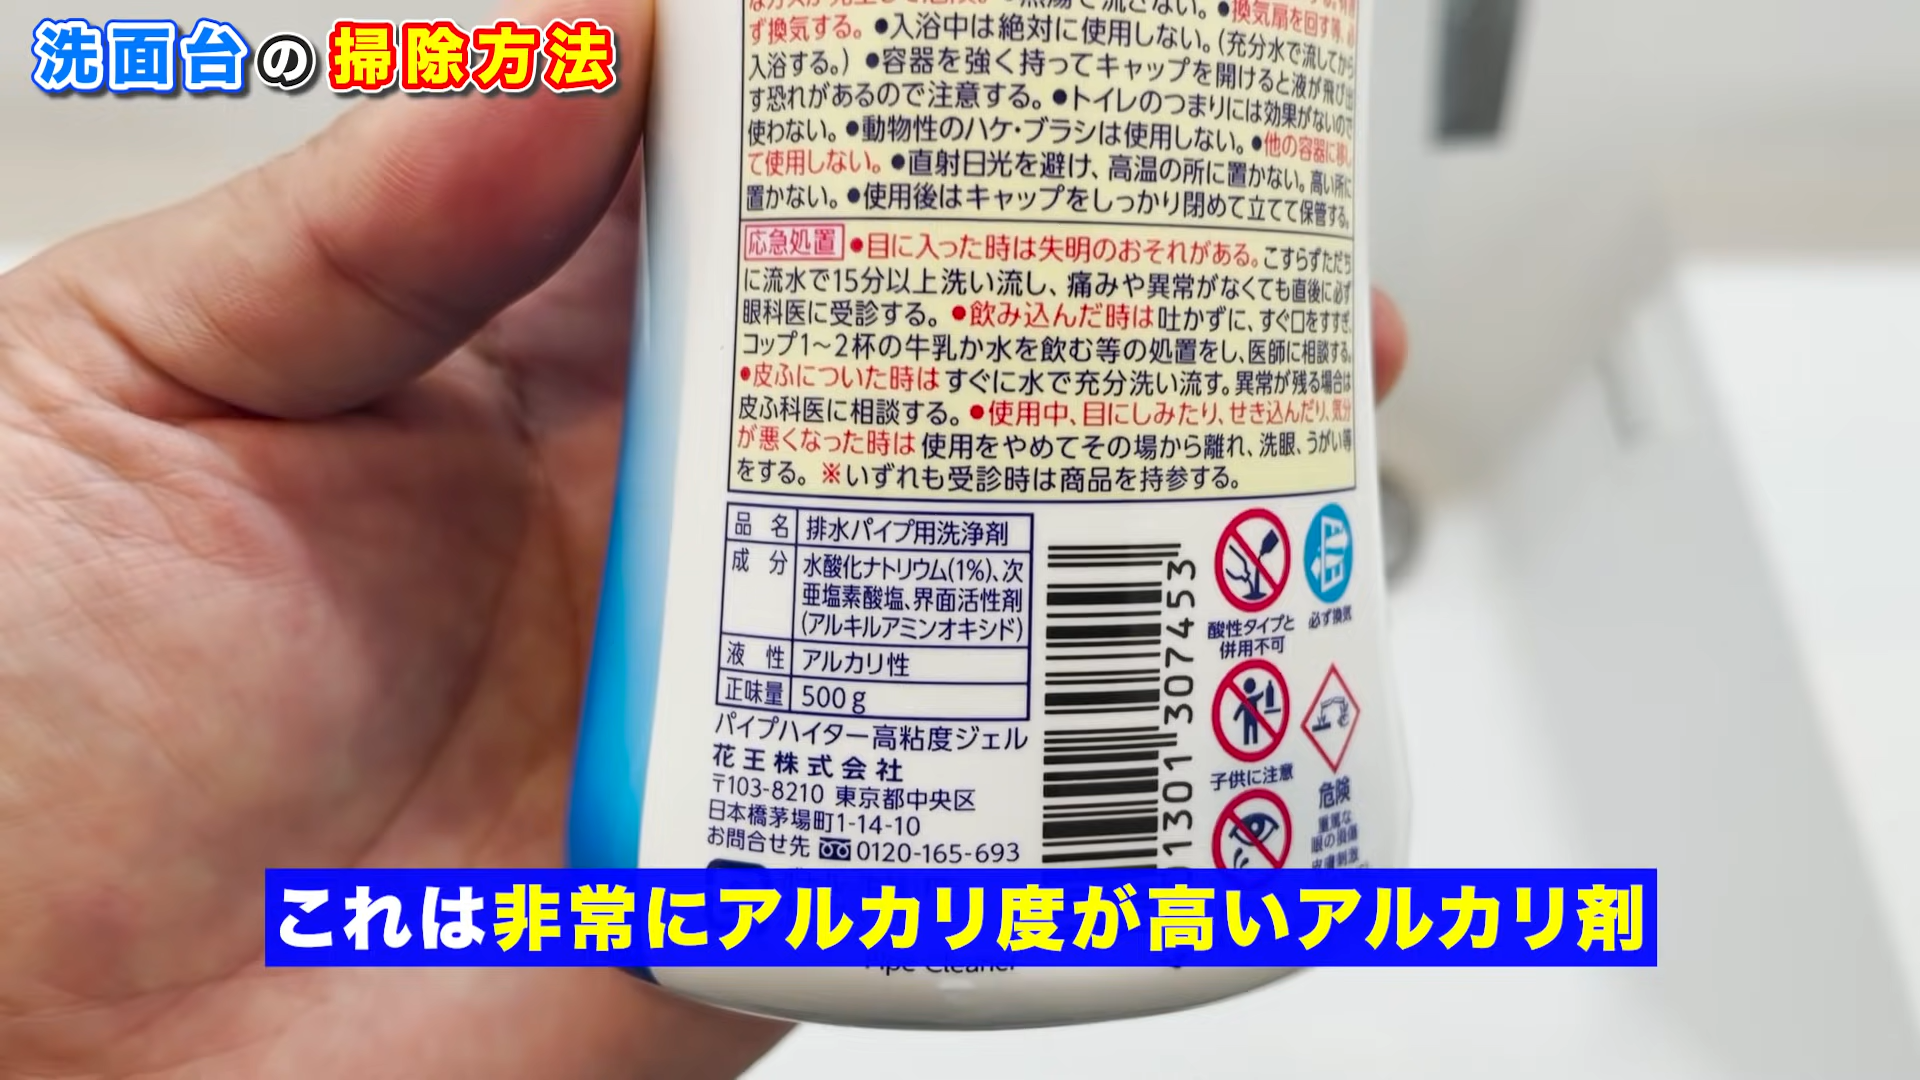 洗面台の掃除方法
ず換気する。●入浴中は絶対に使用しない。(充分水で流してから
入浴する。)●容器を強く持ってキャップを開けると液が飛び出
す恐れがあるので注意する。●トイレのつまりには効果がないので
使わない。●動物性のハケ・ブラシは使用しない。●他の容器に移し
て使用しない。●直射日光を避け、高温の所に置かない。高い所に
置かない。●使用後はキャップをしっかり閉めて立てて保管する。
応急処置 ●目に入った時は失明のおそれがある。こすらずただち
に流水で15分以上洗い流し、痛みや異常がなくても直後に必ず
眼科医に受診する。●飲み込んだ時は吐かずに、すぐ口をすすぎ、
コップ1〜2杯の牛乳か水を飲む等の処置をし、医師に相談する。
●皮ふについた時はすぐに水で充分洗い流す。異常が残る場合は
皮ふ科医に相談する。●使用中、目にしみたり、せき込んだり、気分
が悪くなった時は使用をやめてその場から離れ、洗眼、うがい等
をする。※いずれも受診時は商品を持参する。
品名 排水パイプ用洗浄剤
成分 水酸化ナトリウム(1%)、次
亜塩素酸塩、界面活性剤
(アルキルアミンオキシド)
液性 アルカリ性
正味量 500g
パイプハイター高粘度ジェル
花王株式会社
〒103-8210 東京都中央区
日本橋茅場町1-14-10
お問合せ先 0120-165-693
301301 307453
酸性タイプと
併用不可
必ず換気
子供に注意
危険
重篤な
眼の損傷
皮膚刺激
これは非常にアルカリ度が高いアルカリ剤
Pipe Cleaner